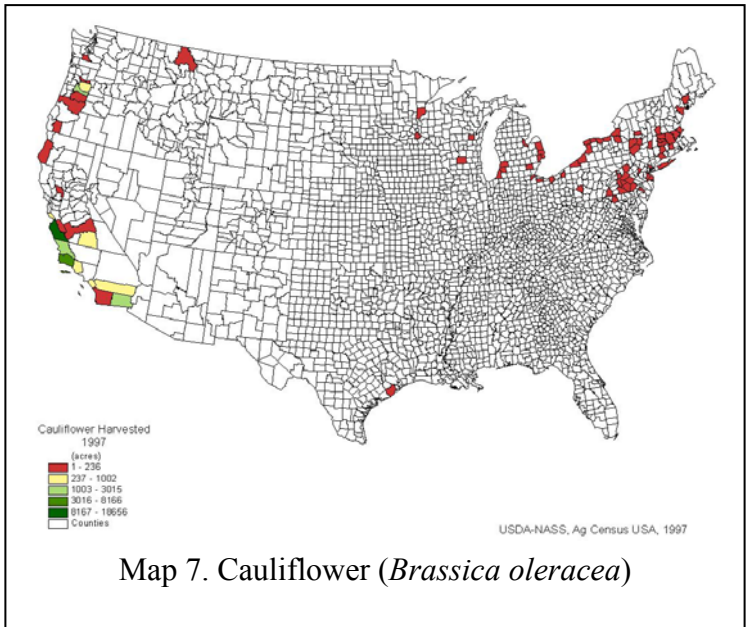 Cauliflower Harvested
1997
(acres)
1 - 236
237 - 1002
1003 - 3015
3016 - 8166
8167 - 18656
Counties
USDA-NASS, Ag Census USA, 1997
Map 7. Cauliflower (Brassica oleracea)